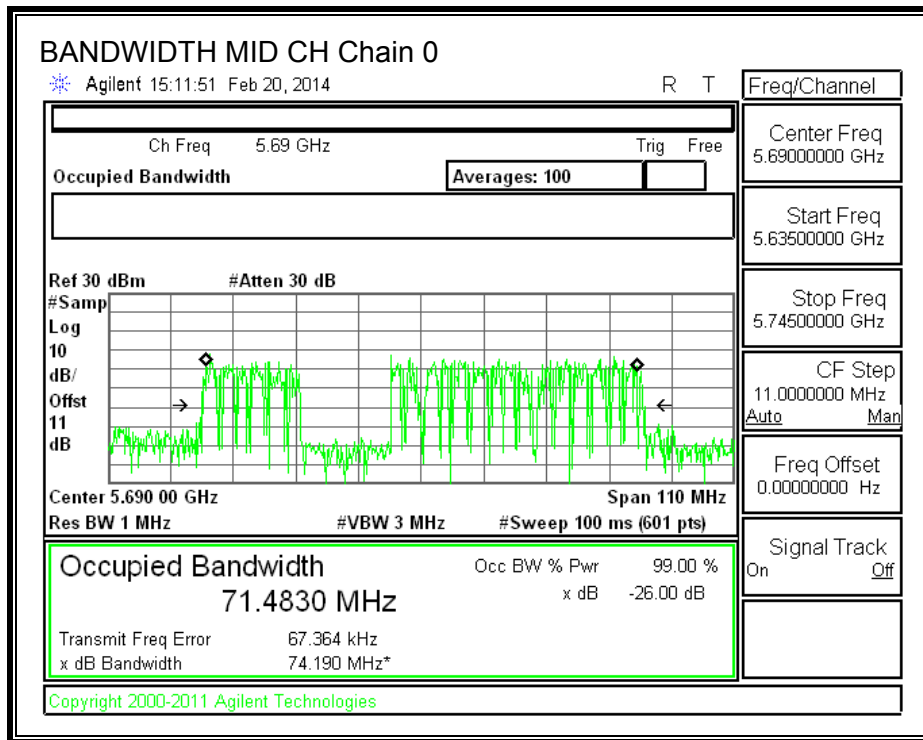 BANDWIDTH MID CH Chain 0
Agilent 15:11:51 Feb 20, 2014 R T
Freq/Channel
Ch Freq 5.69 GHz Trig Free
Occupied Bandwidth Averages: 100
Center Freq
5.69000000 GHz
Start Freq
5.63500000 GHz
Stop Freq
5.74500000 GHz
CF Step
11.0000000 MHz
Auto Man
Freq Offset
0.00000000 Hz
Signal Track
On Off
Ref 30 dBm #Atten 30 dB
#Samp
Log
10
dB/
Offst
11
dB
Center 5.690 00 GHz Span 110 MHz
Res BW 1 MHz #VBW 3 MHz #Sweep 100 ms (601 pts)
Occupied Bandwidth Occ BW % Pwr 99.00 %
71.4830 MHz x dB -26.00 dB
Transmit Freq Error 67.364 kHz
x dB Bandwidth 74.190 MHz*
Copyright 2000-2011 Agilent Technologies